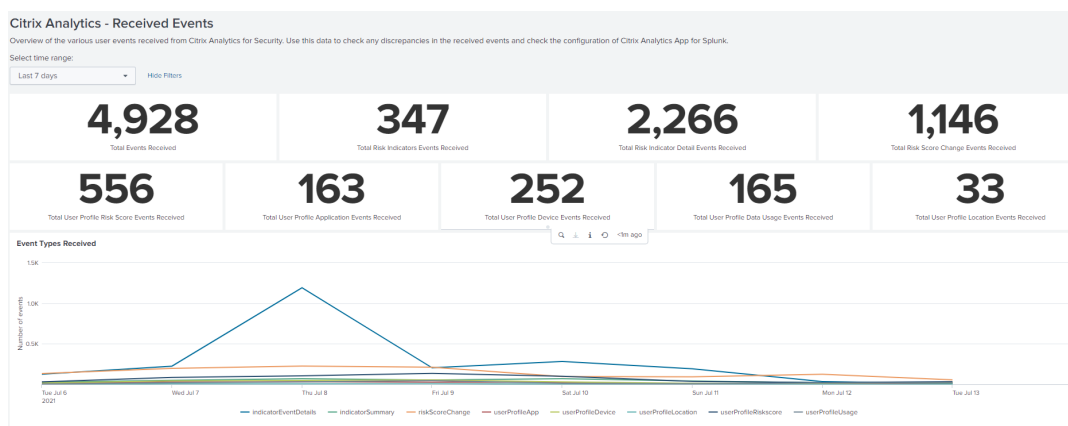 Citrix Analytics - Received Events
Overview of the various user events received from Citrix Analytics for Security. Use this data to check any discrepancies in the received events and check the configuration of Citrix Analytics App for Splunk.
Select time range:
Last 7 days Hide Filters
4,928 347 2,266 1,146
Total Events Received Total Risk Indicators Events Received Total Risk Indicator Detail Events Received Total Risk Score Change Events Received
556 163 252 165 33
Total User Profile Risk Score Events Received Total User Profile Application Events Received Total User Profile Device Events Received Total User Profile Data Usage Events Received Total User Profile Location Events Received
<1m ago
Event Types Received
1.5K
1.0K
0.5K
Number of events
Tue Jul 6 Wed Jul 7 Thu Jul 8 Fri Jul 9 Sat Jul 10 Sun Jul 11 Mon Jul 12 Tue Jul 13
2021
indicatorEventDetails indicatorSummary riskScoreChange userProfileApp userProfileDevice userProfileLocation userProfileRiskscore userProfileUsage